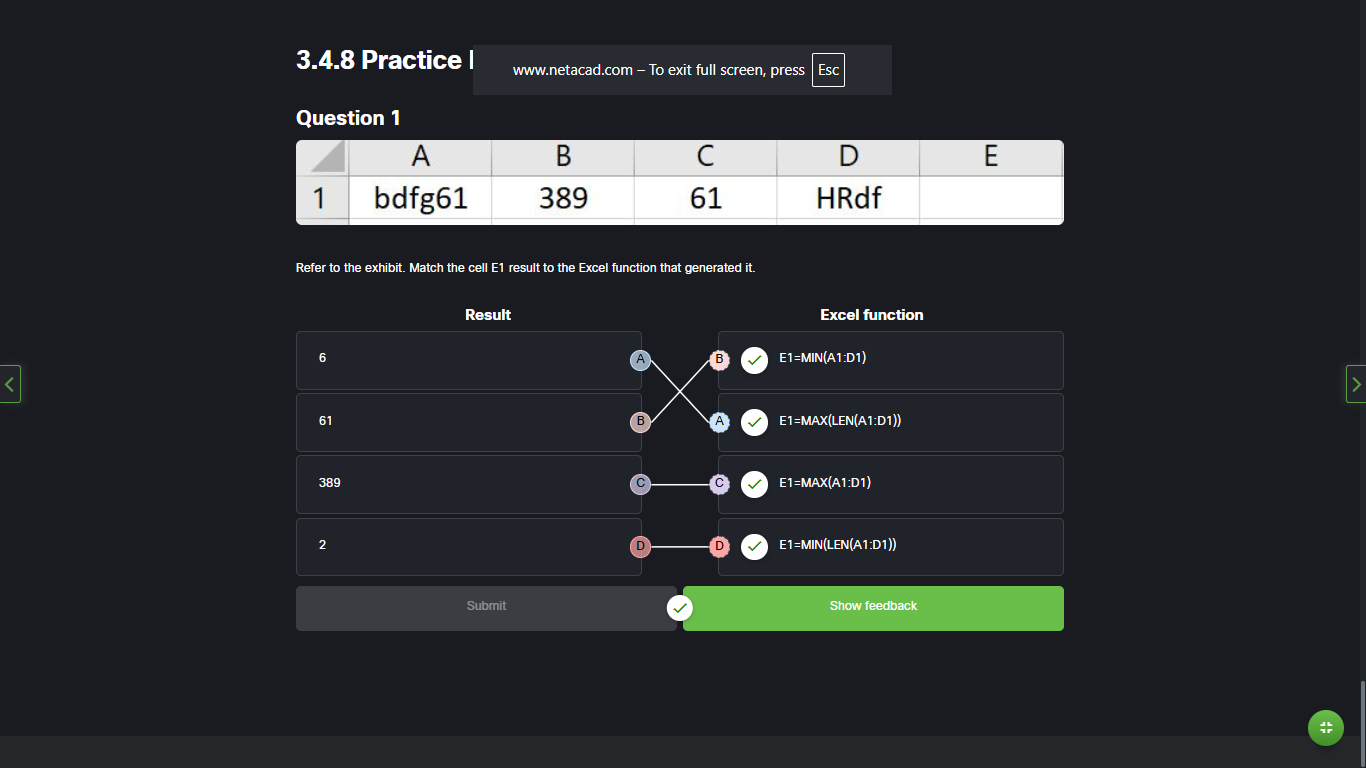 3.4.8 Practice
www.netacad.com – To exit full screen, press Esc
Question 1
A B C D E
1 bdfg61 389 61 HRdf
Refer to the exhibit. Match the cell E1 result to the Excel function that generated it.
Result Excel function
6 A B E1=MIN(A1:D1)
61 B A E1=MAX(LEN(A1:D1))
389 C C E1=MAX(A1:D1)
2 D D E1=MIN(LEN(A1:D1))
Submit Show feedback